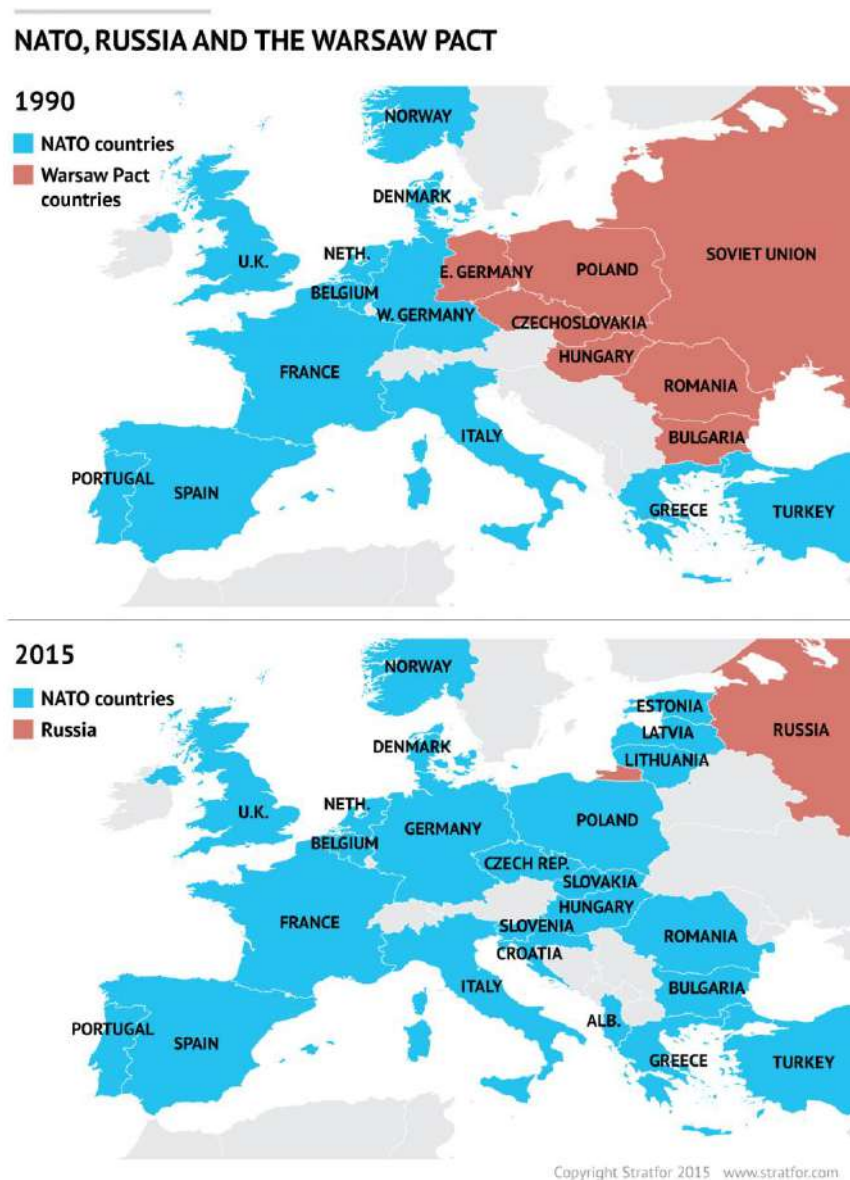 NATO, RUSSIA AND THE WARSAW PACT
1990
NATO countries
Warsaw Pact
countries
NORWAY
DENMARK
U.K.
NETH.
BELGIUM
E. GERMANY
POLAND
SOVIET UNION
W. GERMANY
CZECHOSLOVAKIA
HUNGARY
FRANCE
ROMANIA
ITALY
BULGARIA
PORTUGAL
SPAIN
GREECE
TURKEY
2015
NATO countries
Russia
NORWAY
ESTONIA
LATVIA
RUSSIA
DENMARK
LITHUANIA
U.K.
NETH.
GERMANY
POLAND
BELGIUM
CZECH REP.
SLOVAKIA
HUNGARY
FRANCE
SLOVENIA
ROMANIA
CROATIA
ITALY
BULGARIA
ALB.
PORTUGAL
SPAIN
GREECE
TURKEY
Copyright Stratfor 2015 www.stratfor.com